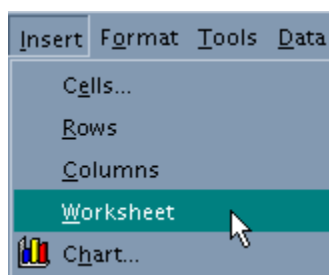 Insert Format Tools Data
Cells...
Rows
Columns
Worksheet
Chart...